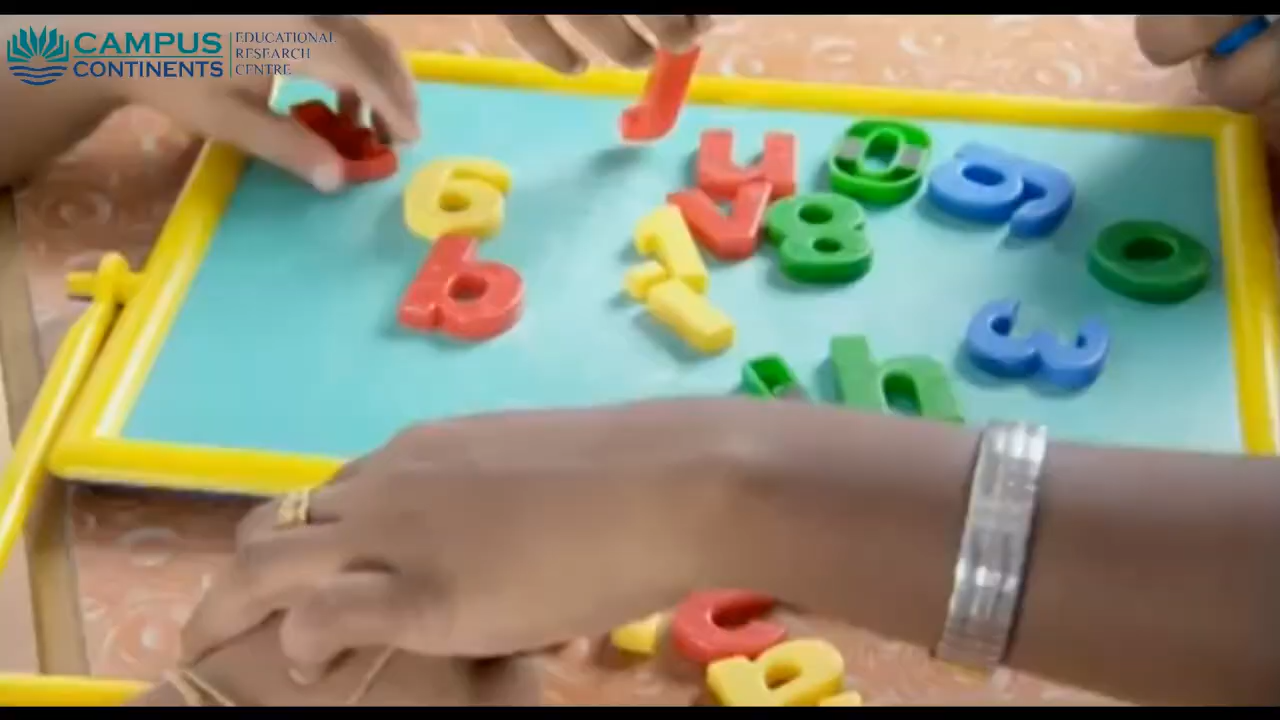 CAMPUS
CONTINENTS
EDUCATIONAL
RESEARCH
CENTRE